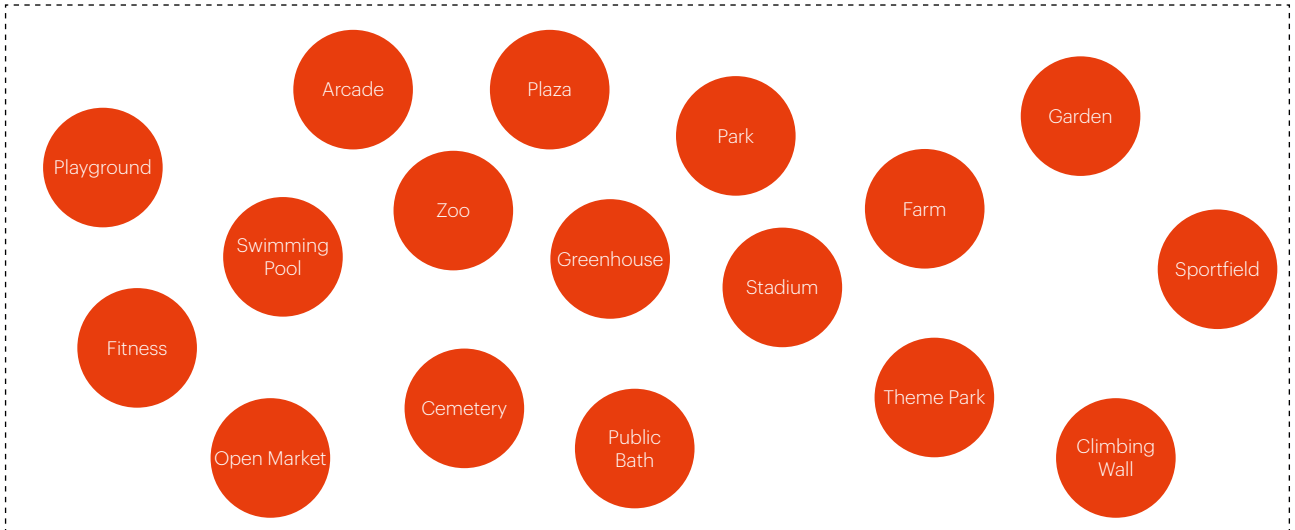 Arcade
Plaza
Park
Garden
Playground
Zoo
Farm
Swimming
Pool
Greenhouse
Stadium
Sportfield
Fitness
Cemetery
Theme Park
Open Market
Public
Bath
Climbing
Wall